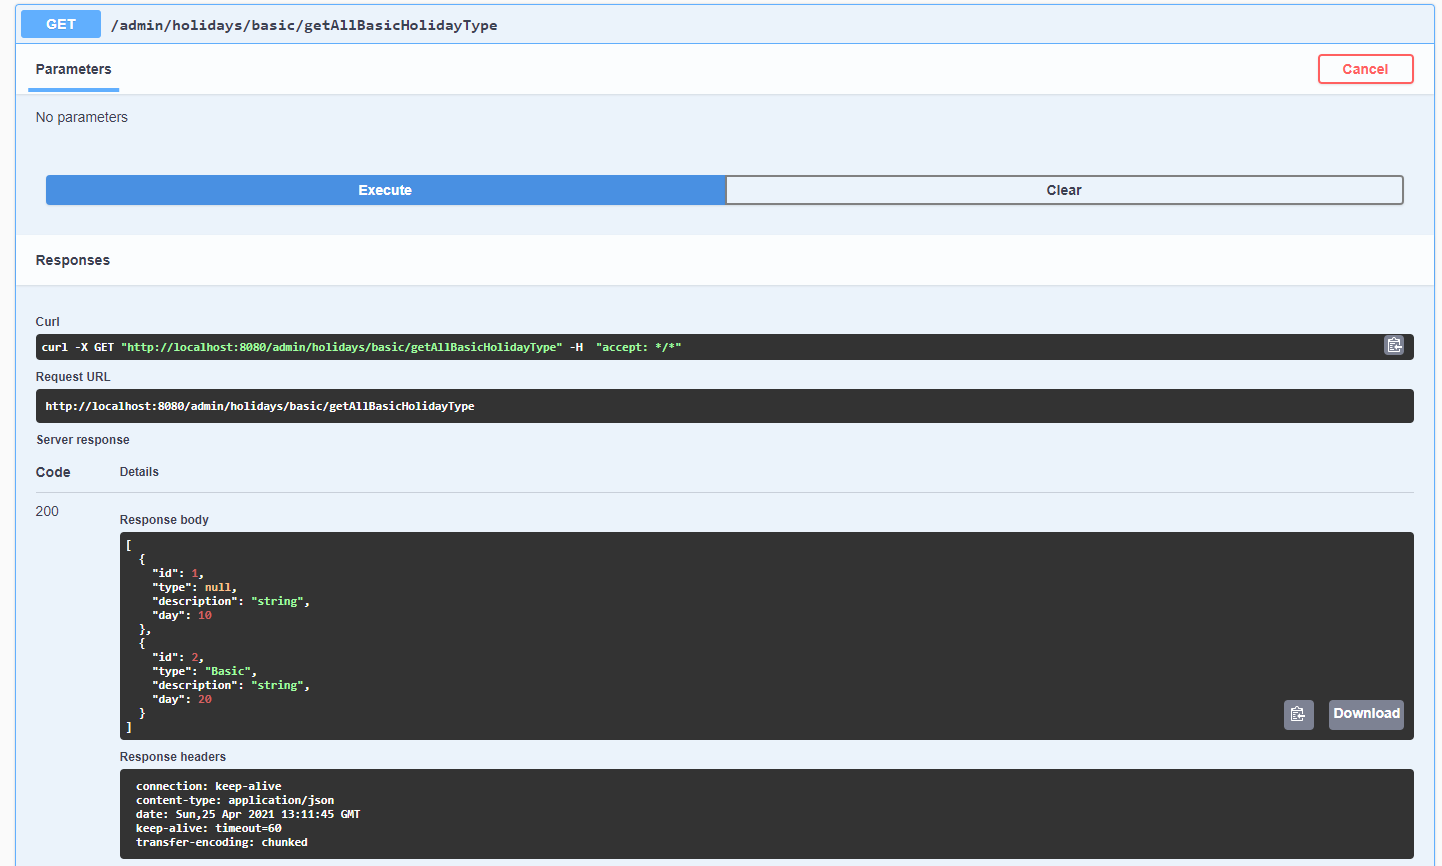 GET /admin/holidays/basic/getAllBasicHolidayType
Parameters
Cancel
No parameters
Execute
Clear
Responses
Curl
curl -X GET "http://localhost:8080/admin/holidays/basic/getAllBasicHolidayType" -H  "accept: */*"
Request URL
http://localhost:8080/admin/holidays/basic/getAllBasicHolidayType
Server response
Code Details
200
Response body
[
  {
    "id": 1,
    "type": null,
    "description": "string",
    "day": 10
  },
  {
    "id": 2,
    "type": "Basic",
    "description": "string",
    "day": 20
  }
]
Download
Response headers
connection: keep-alive
content-type: application/json
date: Sun,25 Apr 2021 13:11:45 GMT
keep-alive: timeout=60
transfer-encoding: chunked